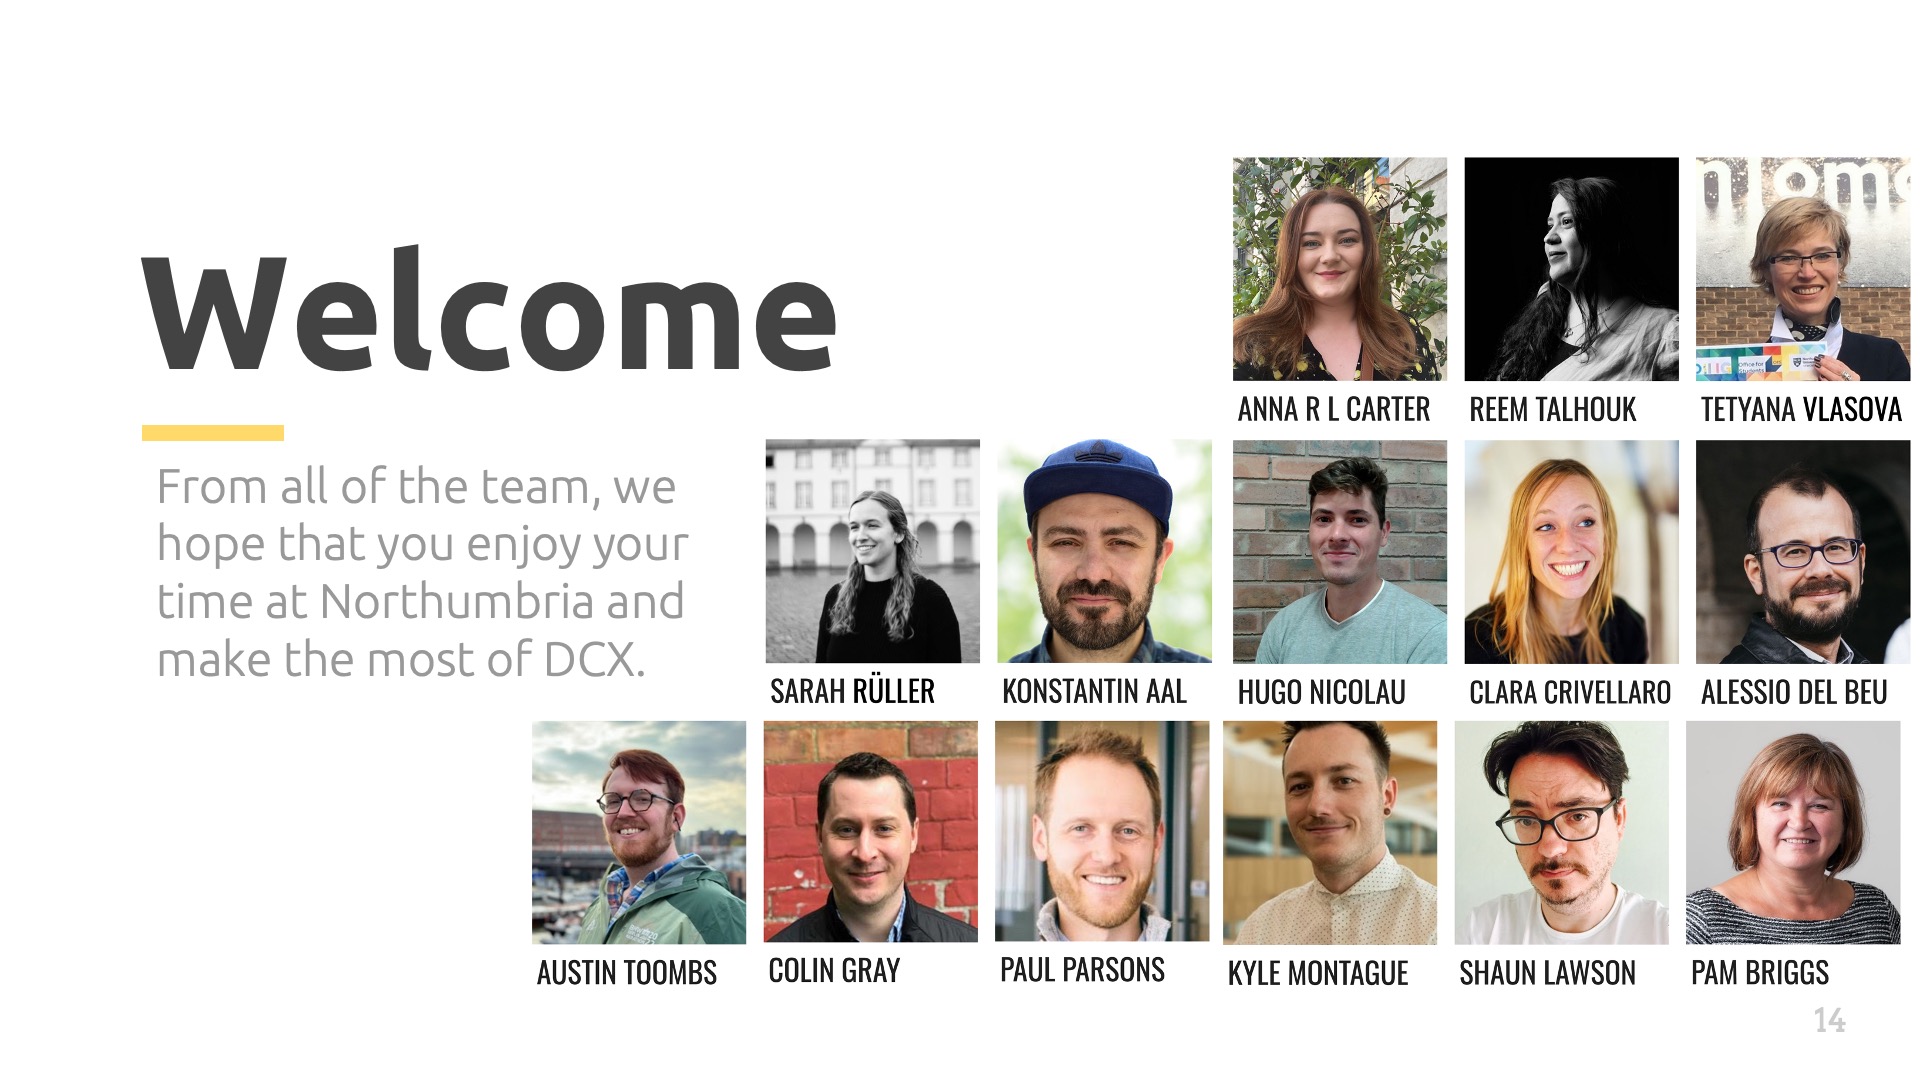 Welcome
From all of the team, we
hope that you enjoy your
time at Northumbria and
make the most of DCX.
ANNA R L CARTER
REEM TALHOUK
TETYANA VLASOVA
SARAH RÜLLER
KONSTANTIN AAL
HUGO NICOLAU
CLARA CRIVELLARO
ALESSIO DEL BEU
AUSTIN TOOMBS
COLIN GRAY
PAUL PARSONS
KYLE MONTAGUE
SHAUN LAWSON
PAM BRIGGS
14